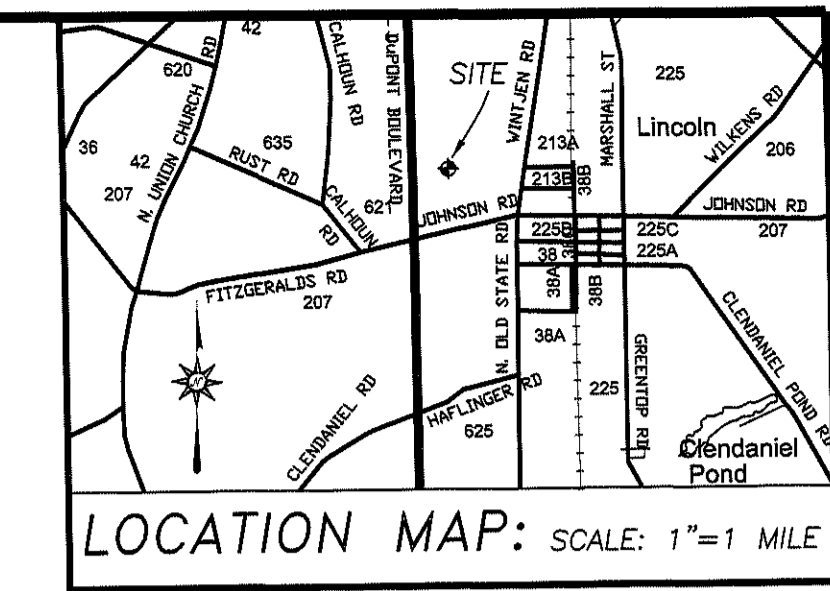 42
RD
620
CALHOUN RD
DuPONT BOULEVARD
SITE
WINTJEN RD
MARSHALL ST
225
Lincoln
WILKENS RD
206
36
42
207
N. UNION CHURCH
635
RUST RD
CALHOUN RD
621
213A
213B
38B
JOHNSON RD
JOHNSON RD
207
225B
225C
38
225A
FITZGERALDS RD
207
N. OLD STATE RD
38A
38B
38A
N
CLENDANIEL RD
HAFLINGER RD
625
225
GREENTOP RD
CLENDANIEL POND RD
Clendaniel
Pond
LOCATION MAP: SCALE: 1"=1 MILE